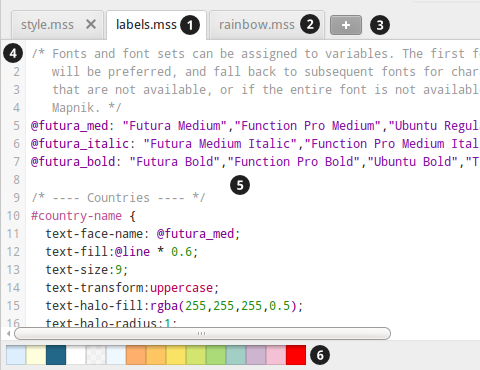 style.mss × labels.mss 1 rainbow.mss 2 + 3
4 /* Fonts and font sets can be assigned to variables. The first f
2 will be preferred, and fall back to subsequent fonts for char
3 that are not available, or if the entire font is not availabl
4 Mapnik. */
5 @futura_med: "Futura Medium","Function Pro Medium","Ubuntu Regul
6 @futura_italic: "Futura Medium Italic","Function Pro Medium Ital
7 @futura_bold: "Futura Bold","Function Pro Bold","Ubuntu Bold","T
8 5
9 /* ---- Countries ---- */
10 #country-name {
11 text-face-name: @futura_med;
12 text-fill:@line * 0.6;
13 text-size:9;
14 text-transform:uppercase;
15 text-halo-fill:rgba(255,255,255,0.5);
16 text-halo-radius:1;
6